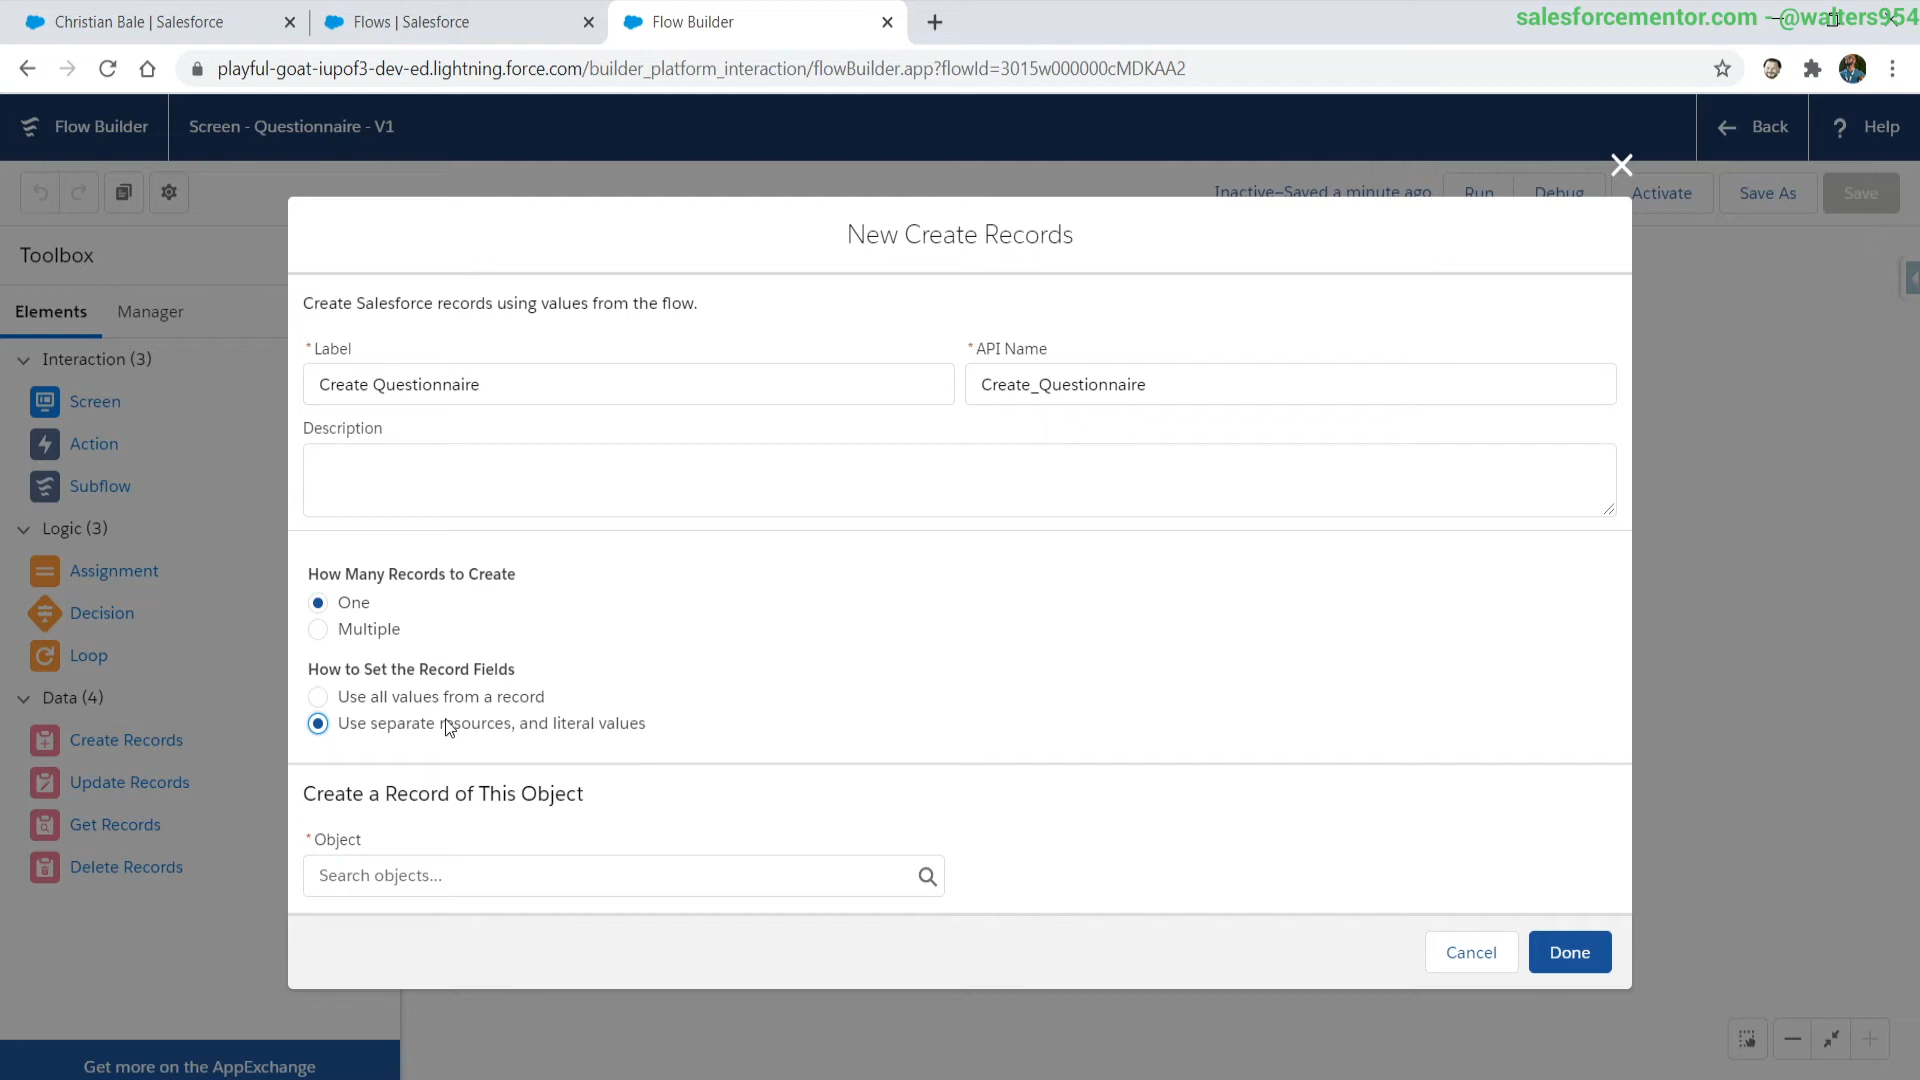 Christian Bale | Salesforce
Flows | Salesforce
Flow Builder
salesforcementor.com - @walters954
playful-goat-iupof3-dev-ed.lightning.force.com/builder_platform_interaction/flowBuilder.app?flowId=3015w000000cMDKAA2
Flow Builder
Screen - Questionnaire - V1
Back
? Help
Inactive—Saved a minute ago
Run
Debug
Activate
Save As
Save
Toolbox
Elements
Manager
Interaction (3)
Screen
Action
Subflow
Logic (3)
Assignment
Decision
Loop
Data (4)
Create Records
Update Records
Get Records
Delete Records
Get more on the AppExchange
New Create Records
Create Salesforce records using values from the flow.
* Label
* API Name
Create Questionnaire
Create_Questionnaire
Description
How Many Records to Create
One
Multiple
How to Set the Record Fields
Use all values from a record
Use separate resources, and literal values
Create a Record of This Object
* Object
Search objects...
Cancel
Done